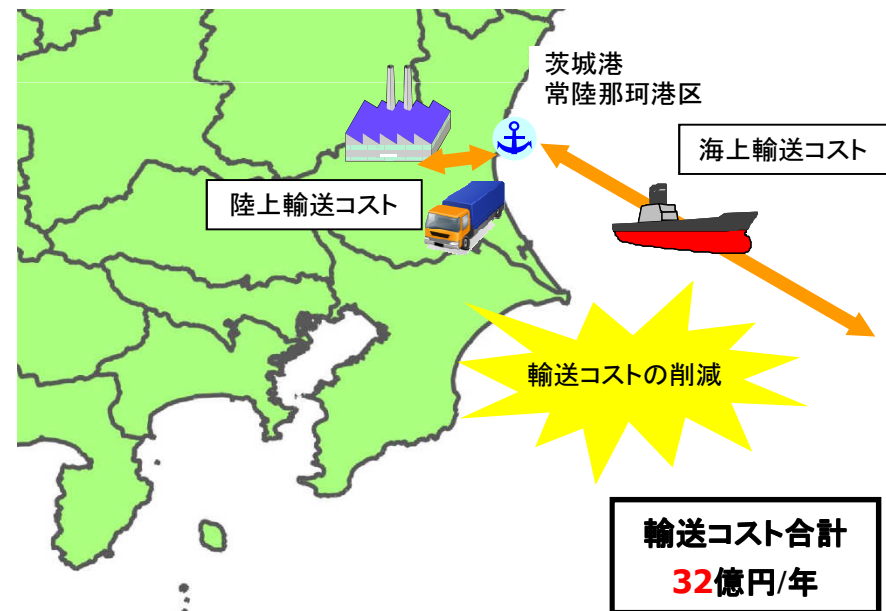 茨城港
常陸那珂港区
海上輸送コスト
陸上輸送コスト
輸送コストの削減
輸送コスト合計
32億円/年